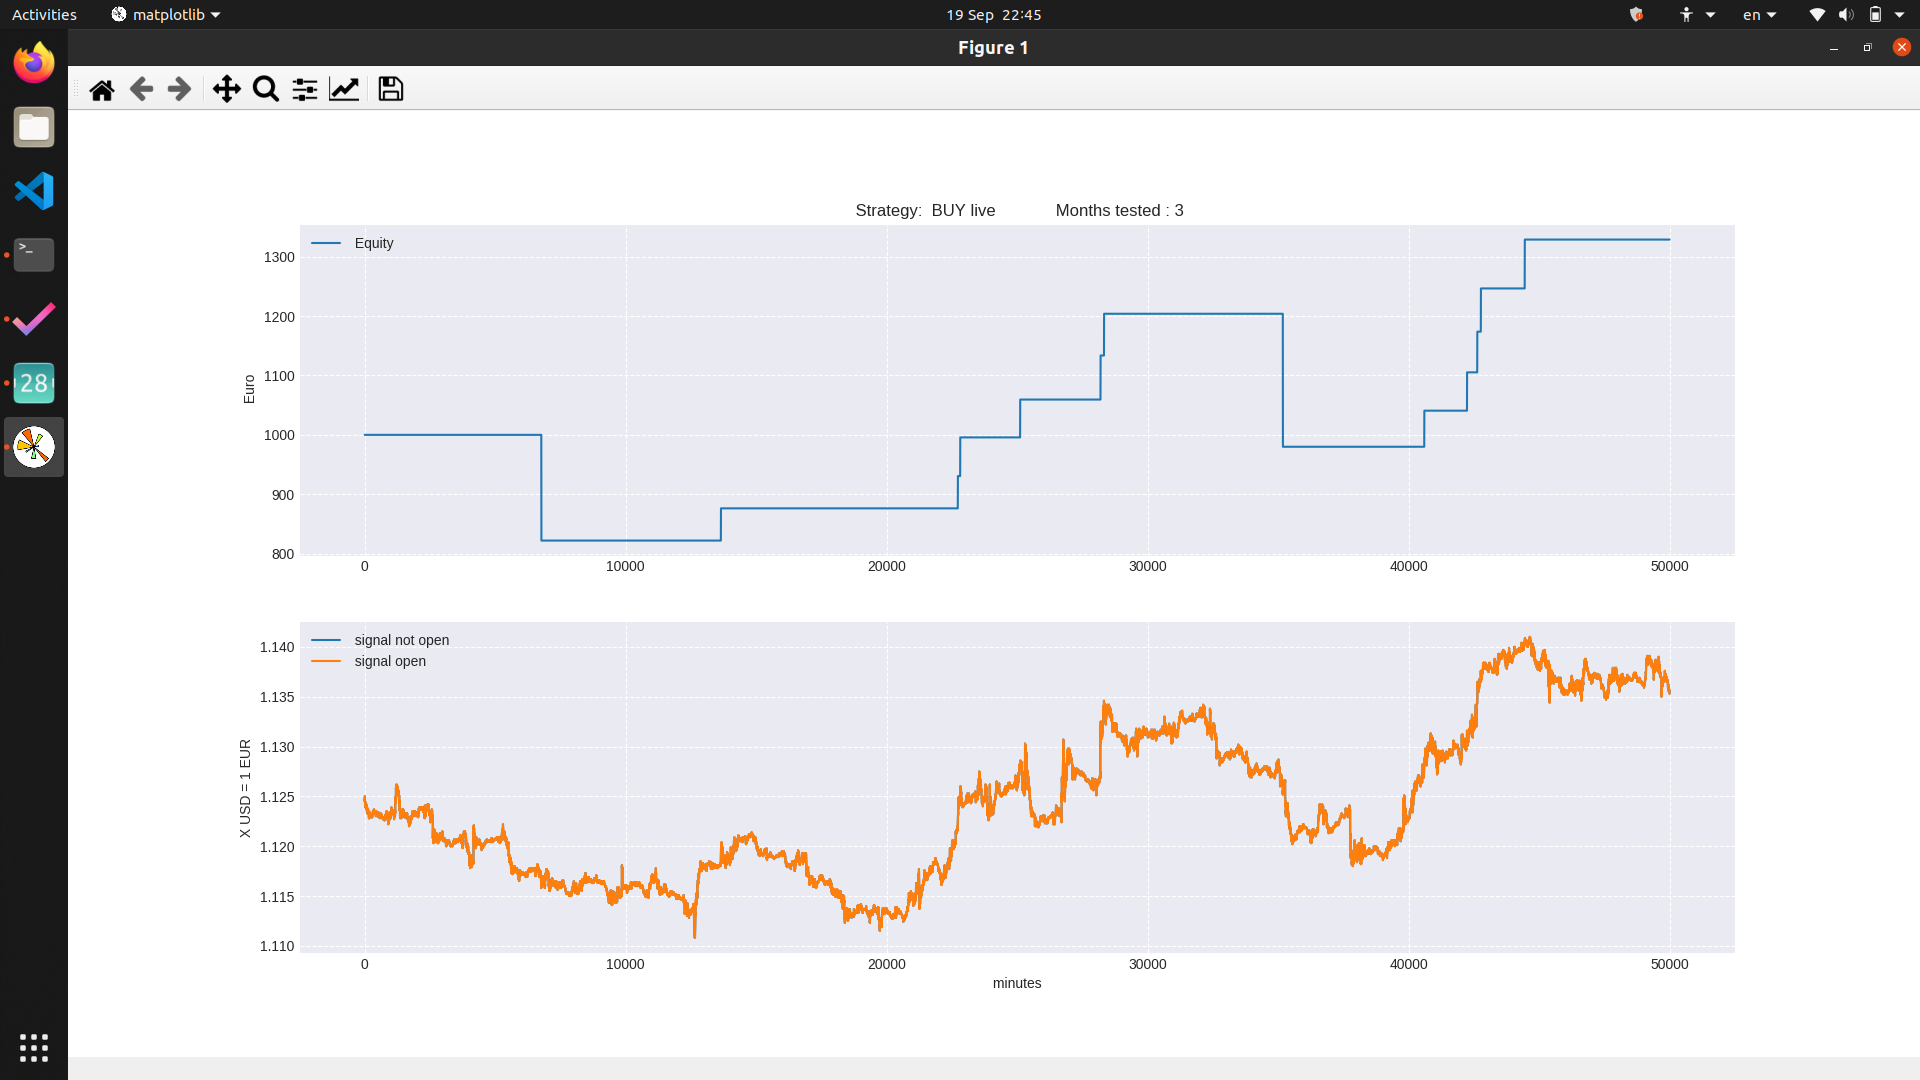 Activities
matplotlib
19 Sep 22:45
en
Figure 1
>_
28
Strategy: BUY live Months tested : 3
Equity
1300
1200
1100
1000
900
800
Euro
0 10000 20000 30000 40000 50000
signal not open
signal open
1.140
1.135
1.130
1.125
1.120
1.115
1.110
X USD = 1 EUR
0 10000 20000 30000 40000 50000
minutes